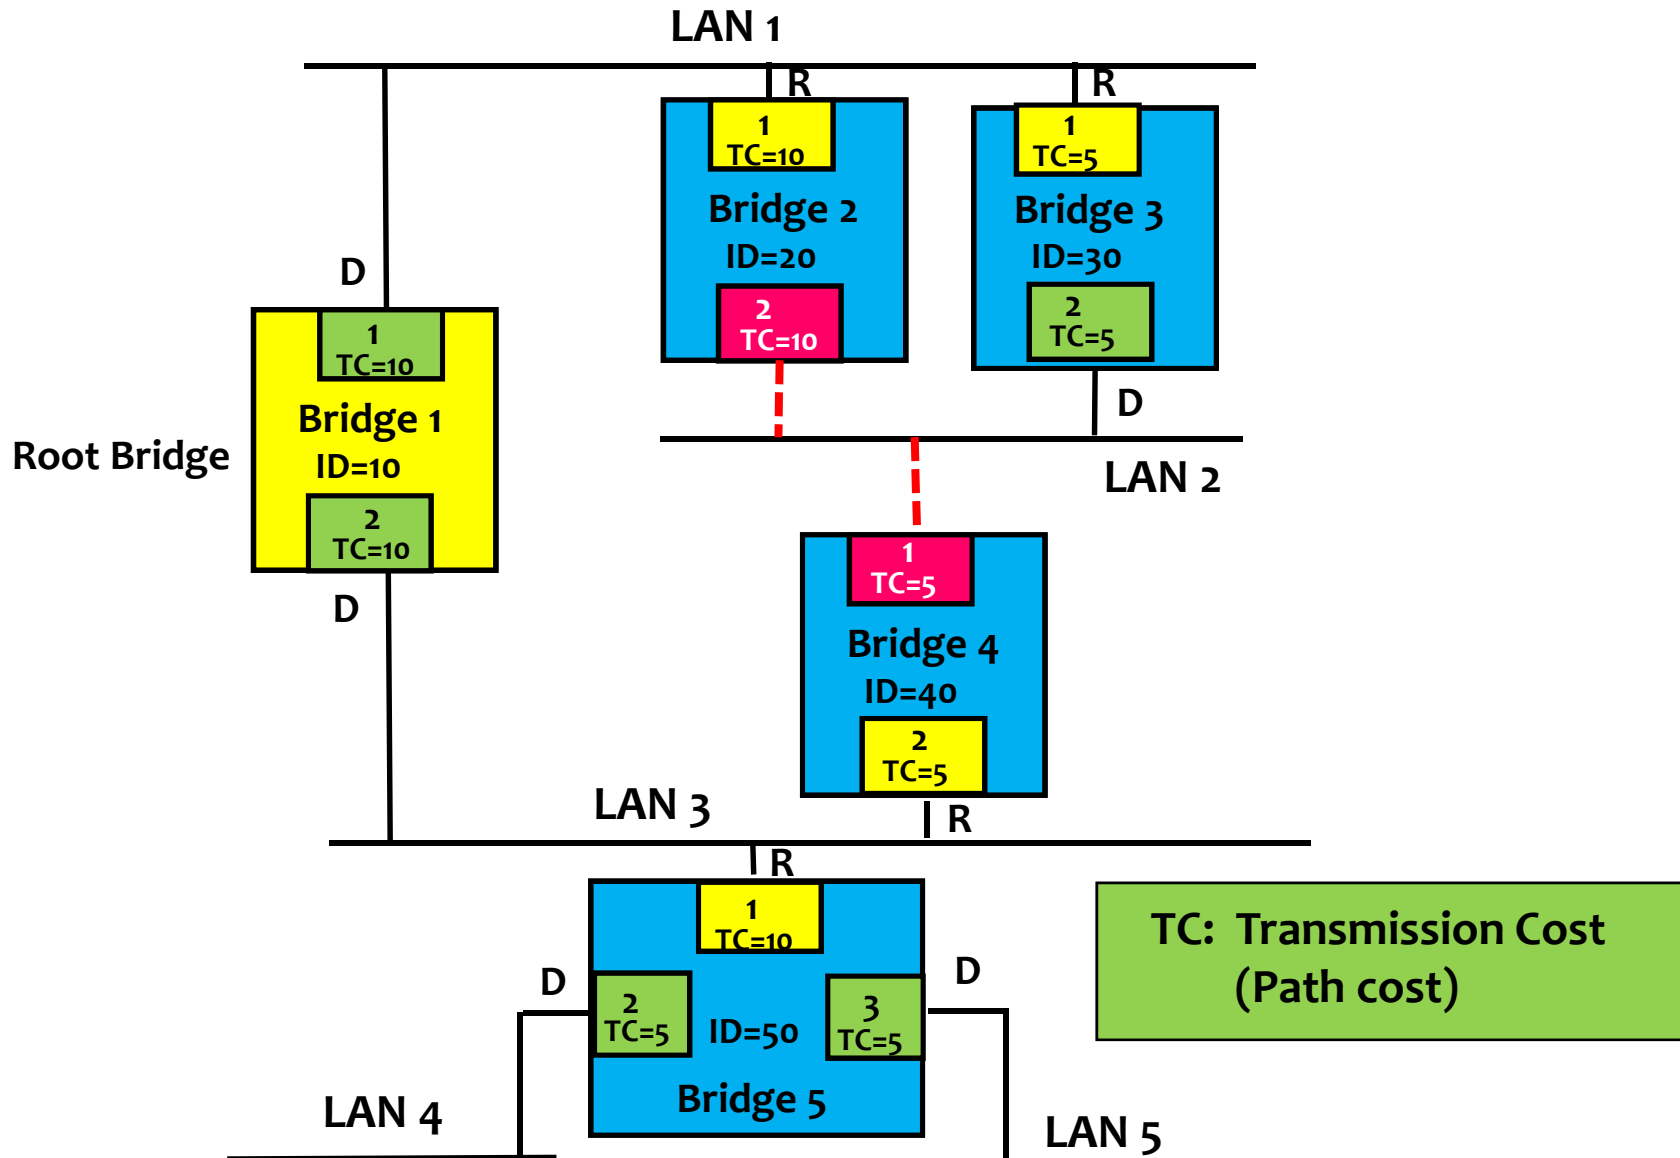 LAN 1
R
R
1
TC=10
Bridge 2
ID=20
2
TC=10
1
TC=5
Bridge 3
ID=30
2
TC=5
D
D
1
TC=10
Bridge 1
ID=10
2
TC=10
D
Root Bridge
LAN 2
1
TC=5
Bridge 4
ID=40
2
TC=5
R
LAN 3
R
1
TC=10
D
2
TC=5
ID=50
3
TC=5
D
Bridge 5
LAN 4
LAN 5
TC: Transmission Cost
(Path cost)